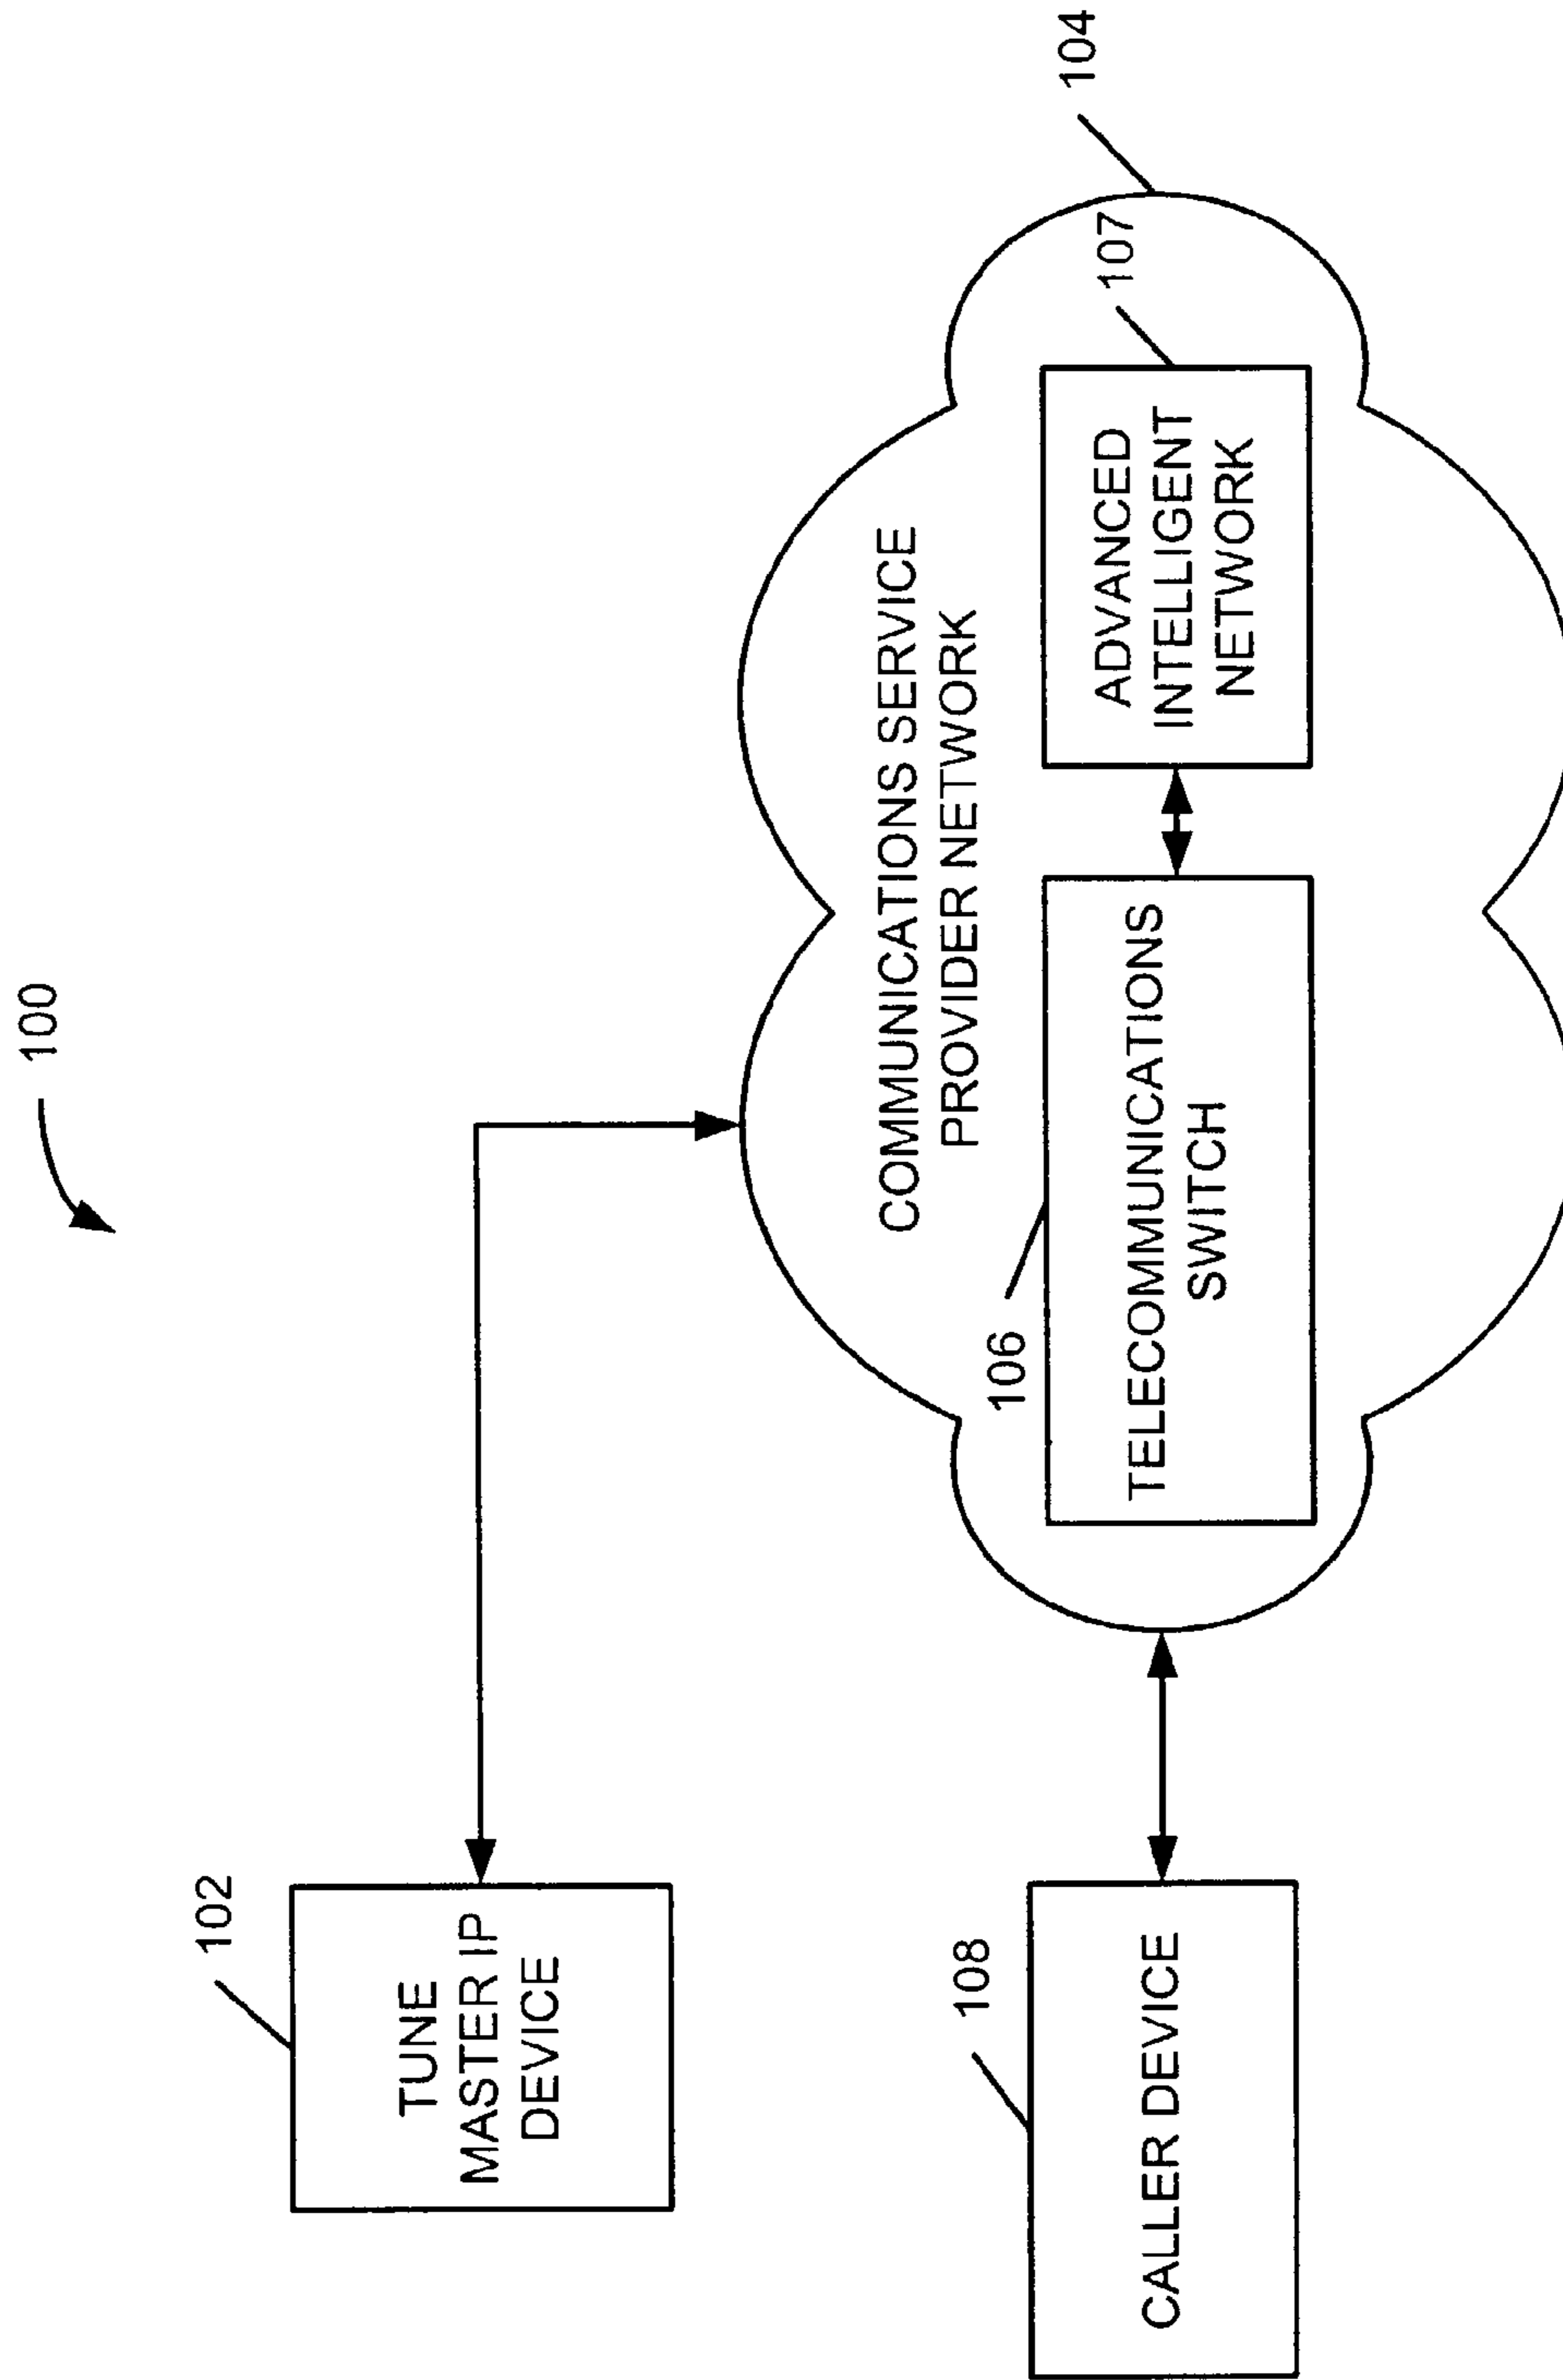 100
102
TUNE
MASTER IP
DEVICE
104
COMMUNICATIONS SERVICE
PROVIDER NETWORK
106
107
TELECOMMUNICATIONS
SWITCH
ADVANCED
INTELLIGENT
NETWORK
108
CALLER DEVICE